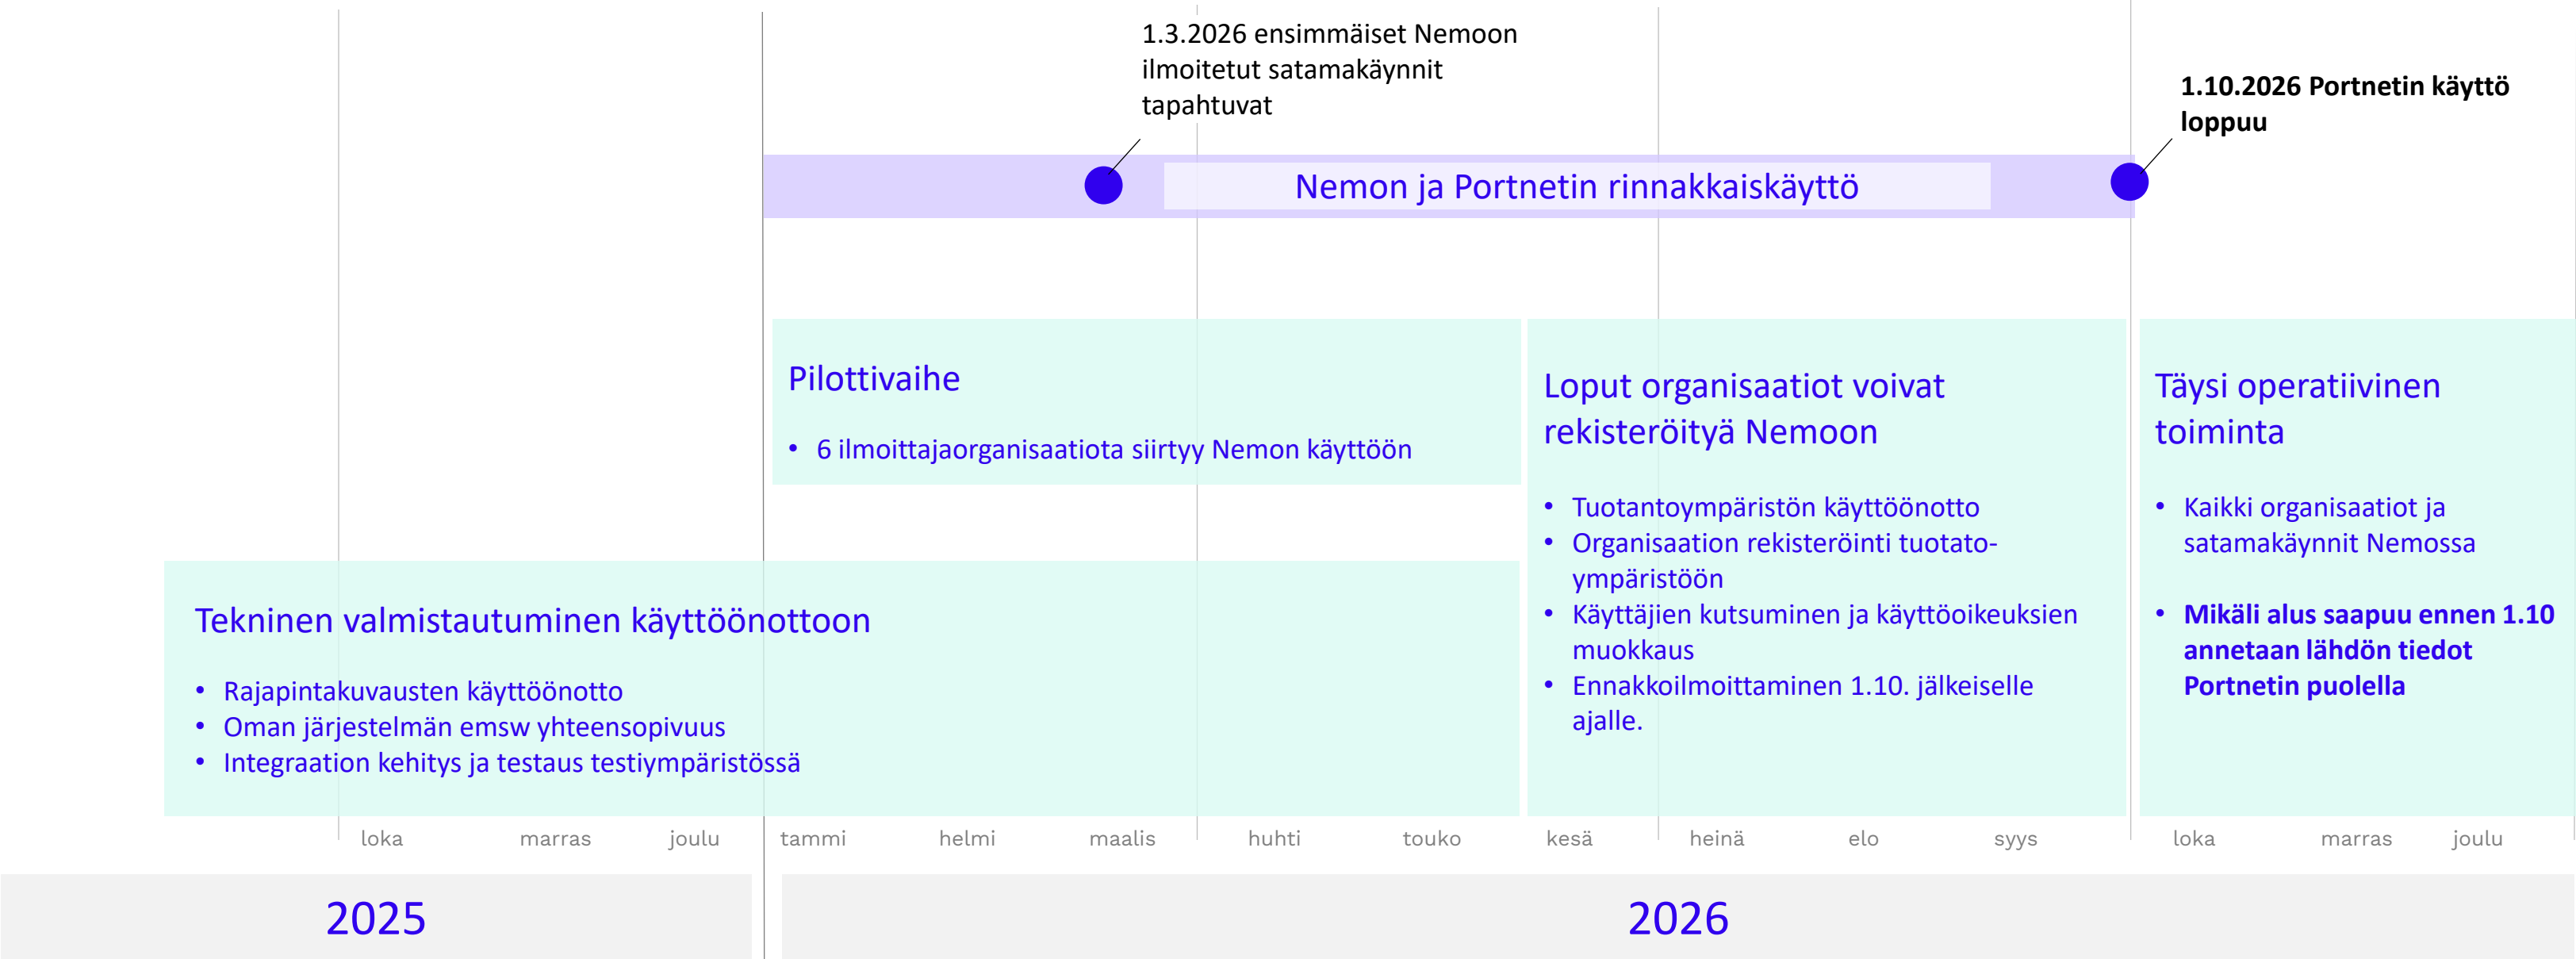 1.3.2026 ensimmäiset Nemoon
ilmoitetut satamakäynnit
tapahtuvat
1.10.2026 Portnetin käyttö
loppuu
Nemon ja Portnetin rinnakkaiskäyttö
Pilottivaihe
• 6 ilmoittajaorganisaatiota siirtyy Nemon käyttöön
Loput organisaatiot voivat
rekisteröityä Nemoon
• Tuotantoympäristön käyttöönotto
• Organisaation rekisteröinti tuotato-
ympäristöön
• Käyttäjien kutsuminen ja käyttöoikeuksien
muokkaus
• Ennakkoilmoittaminen 1.10. jälkeiselle
ajalle.
Täysi operatiivinen
toiminta
• Kaikki organisaatiot ja
satamakäynnit Nemossa
• Mikäli alus saapuu ennen 1.10
annetaan lähdön tiedot
Portnetin puolella
Tekninen valmistautuminen käyttöönottoon
• Rajapintakuvausten käyttöönotto
• Oman järjestelmän emsw yhteensopivuus
• Integraation kehitys ja testaus testiympäristössä
loka marras joulu tammi helmi maalis huhti touko kesä heinä elo syys loka marras joulu
2025 2026